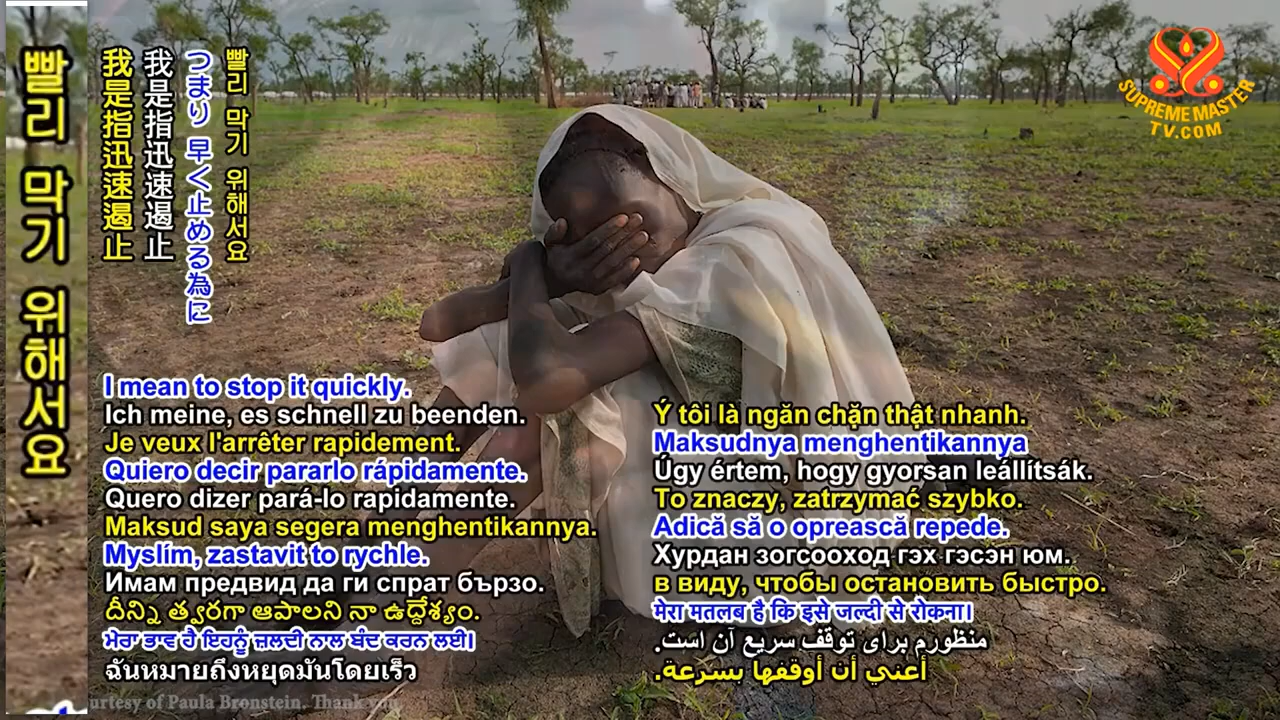 빨리 막기 위해서요
我是指迅速遏止
我是指迅速遏止
つまり 早く止める為に
빨리 막기 위해서요
SUPREME MASTER
TV.COM
I mean to stop it quickly.
Ich meine, es schnell zu beenden.
Je veux l'arrêter rapidement.
Quiero decir pararlo rápidamente.
Quero dizer pará-lo rapidamente.
Maksud saya segera menghentikannya.
Myslím, zastavit to rychle.
Имам предвид да ги спрат бързо.
దీన్ని త్వరగా ఆపాలని నా ఉద్దేశ్యం.
ਮੇਰਾ ਭਾਵ ਹੈ ਇਹਨੂੰ ਜ਼ਲਦੀ ਨਾਲ ਬੰਦ ਕਰਨ ਲਈ।
ฉันหมายถึงหยุดมันโดยเร็ว
Ý tôi là ngăn chặn thật nhanh.
Maksudnya menghentikannya
Úgy értem, hogy gyorsan leállítsák.
To znaczy, zatrzymać szybko.
Adică să o oprească repede.
Хурдан зогсооход гэх гэсэн юм.
в виду, чтобы остановить быстро.
मेरा मतलब है कि इसे जल्दी से रोकना।
منظورم برای توقف سریع آن است.
أعني أن أوقفها بسرعة.
urtesy of Paula Bronstein. Thank you.